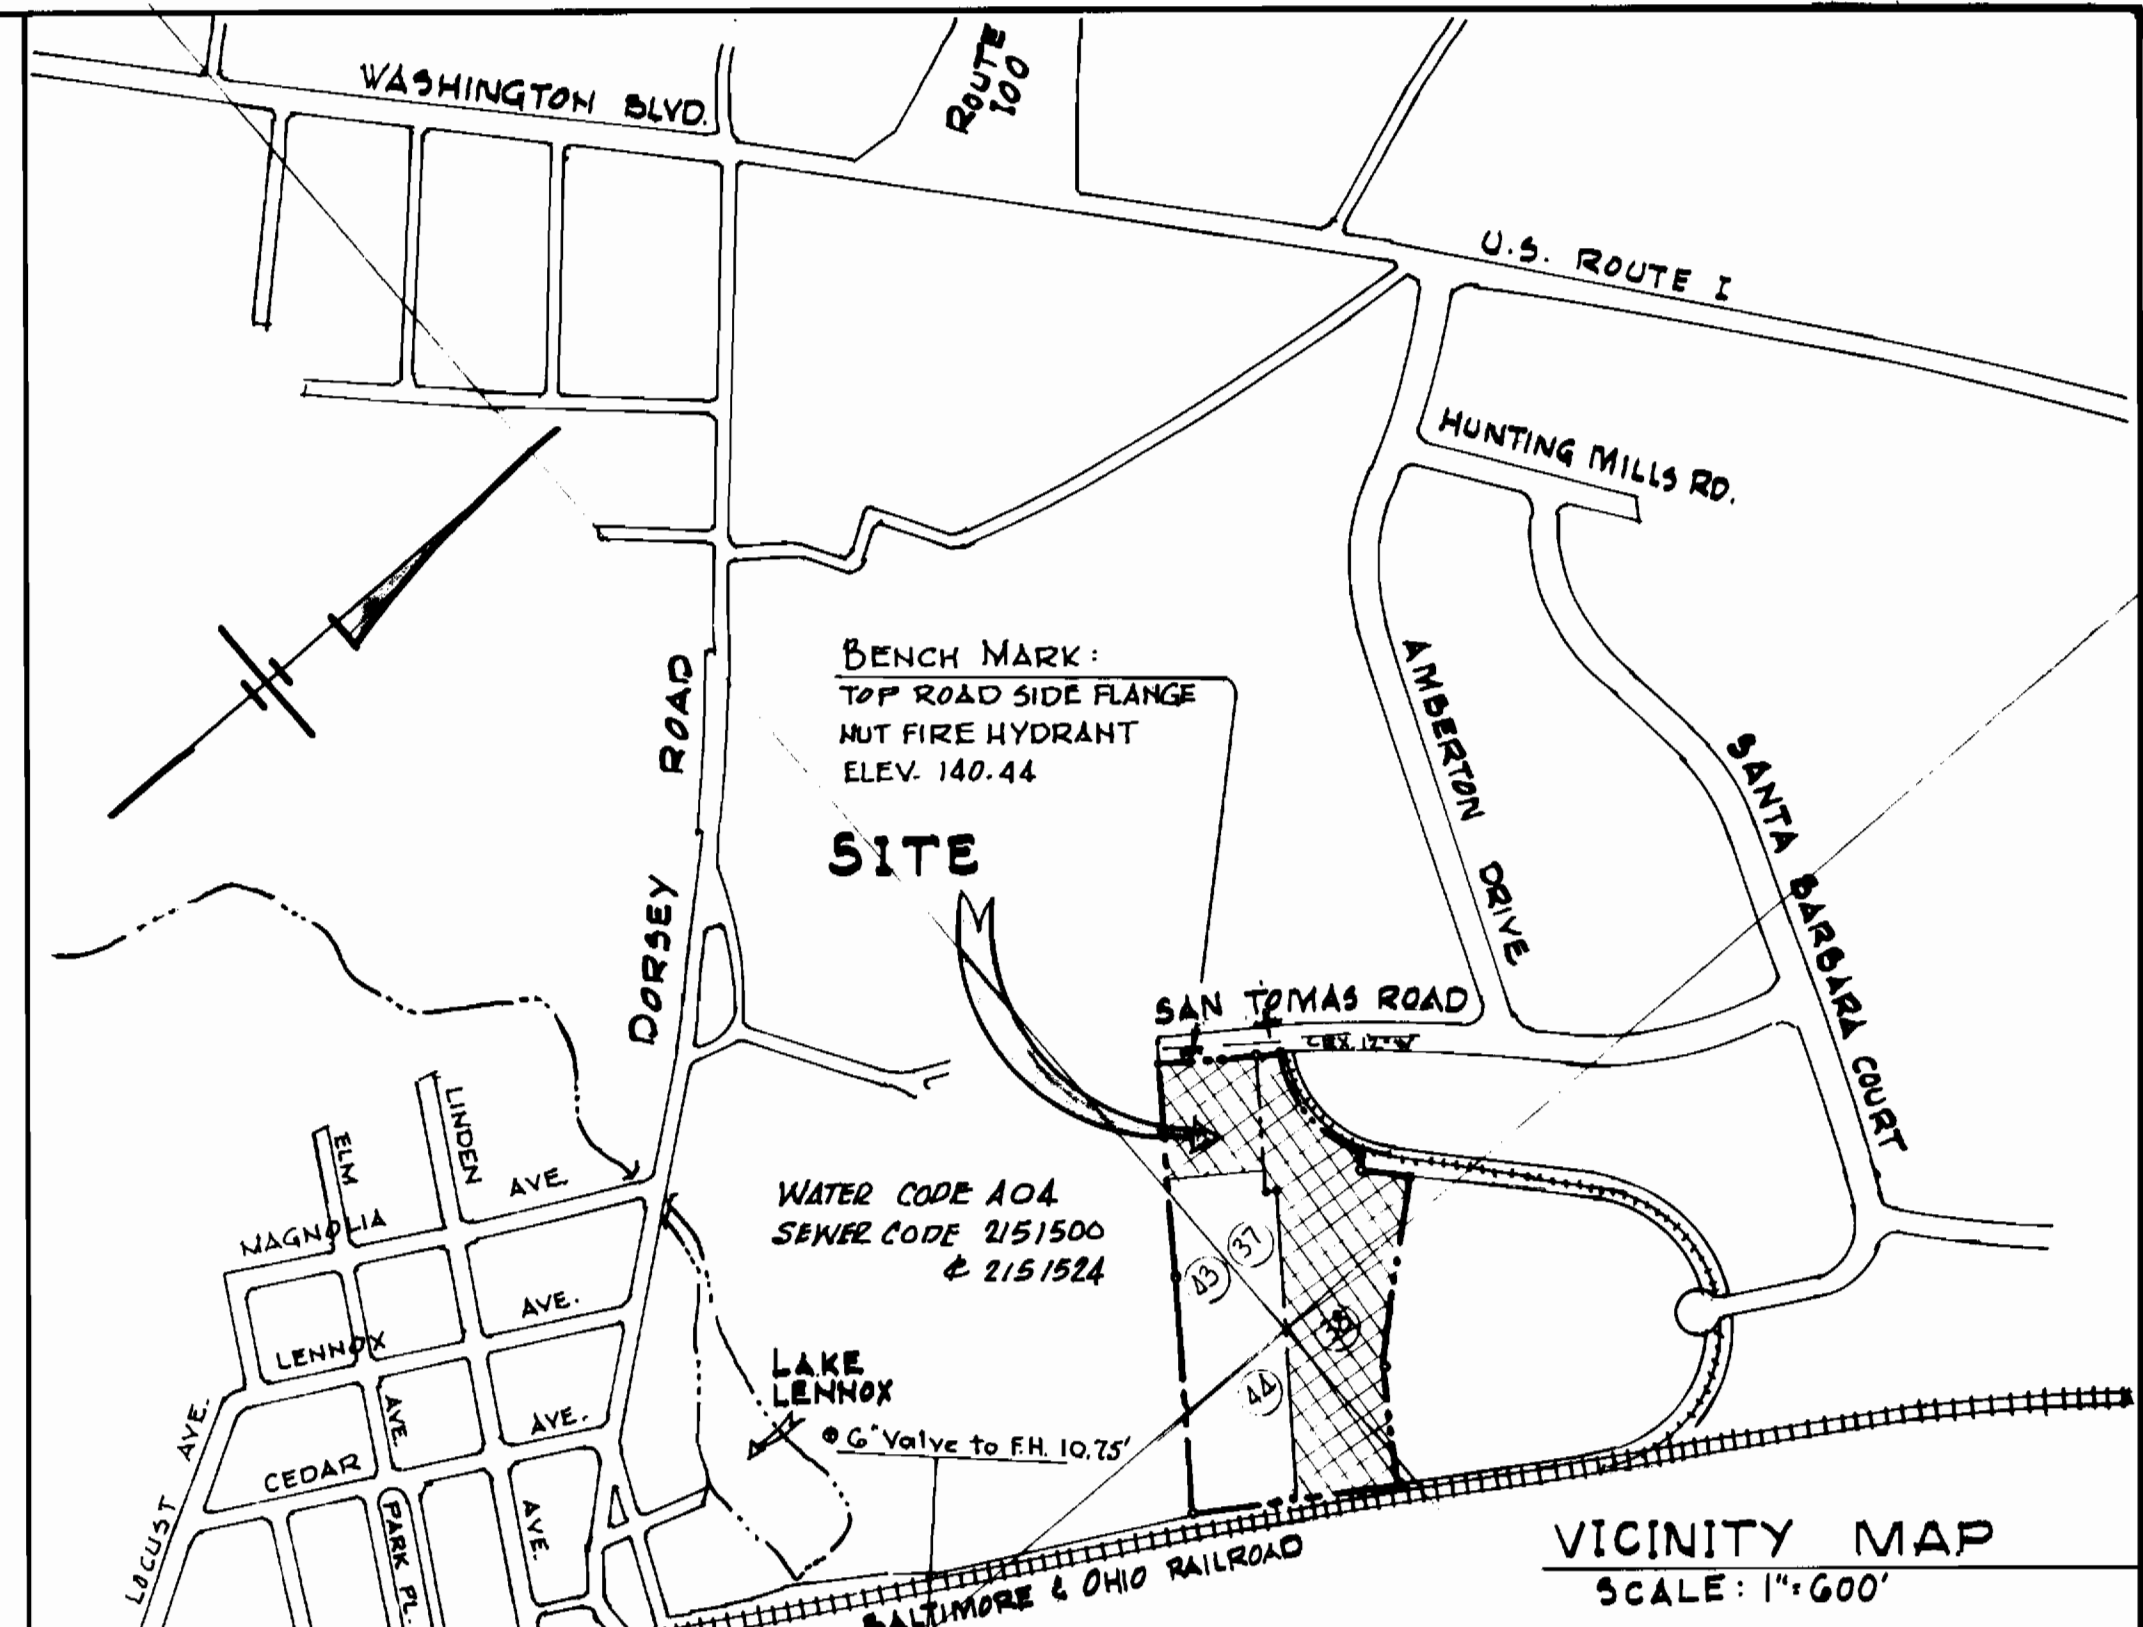 WASHINGTON BLVD.
ROUTE
100
U.S. ROUTE 1
HUNTING MILLS RD.
BENCH MARK:
TOP ROAD SIDE FLANGE
NUT FIRE HYDRANT
ELEV. 140.44
DORSEY ROAD
AMBERTON DRIVE
SANTA BARBARA COURT
SITE
SAN TOMAS ROAD
LINDEN
ELM
AVE.
MAGNOLIA
WATER CODE A04
SEWER CODE 2151500
& 2151524
37
43
38
44
AVE.
LENNOX
LAKE
LENNOX
6" Valve to F.H. 10.75'
AVE.
AVE.
CEDAR
LOCUST AVE.
PARK PL.
AVE.
BALTIMORE & OHIO RAILROAD
VICINITY MAP
SCALE: 1"=600'